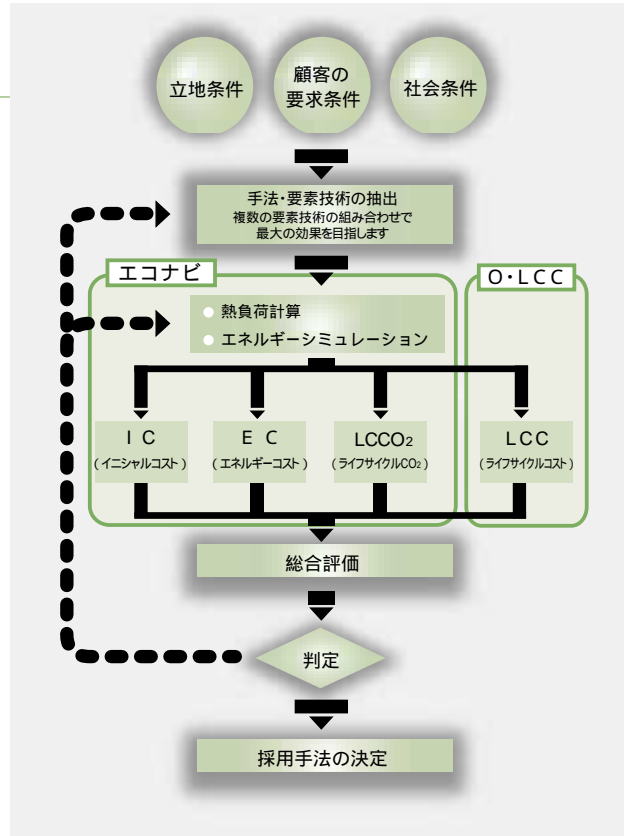 立地条件
顧客の
要求条件
社会条件
手法・要素技術の抽出
複数の要素技術の組み合わせで
最大の効果を目指します
エコナビ
O・LCC
熱負荷計算
エネルギーシミュレーション
IC
(イニシャルコスト)
EC
(エネルギーコスト)
LCCO₂
(ライフサイクルCO₂)
LCC
(ライフサイクルコスト)
総合評価
判定
採用手法の決定